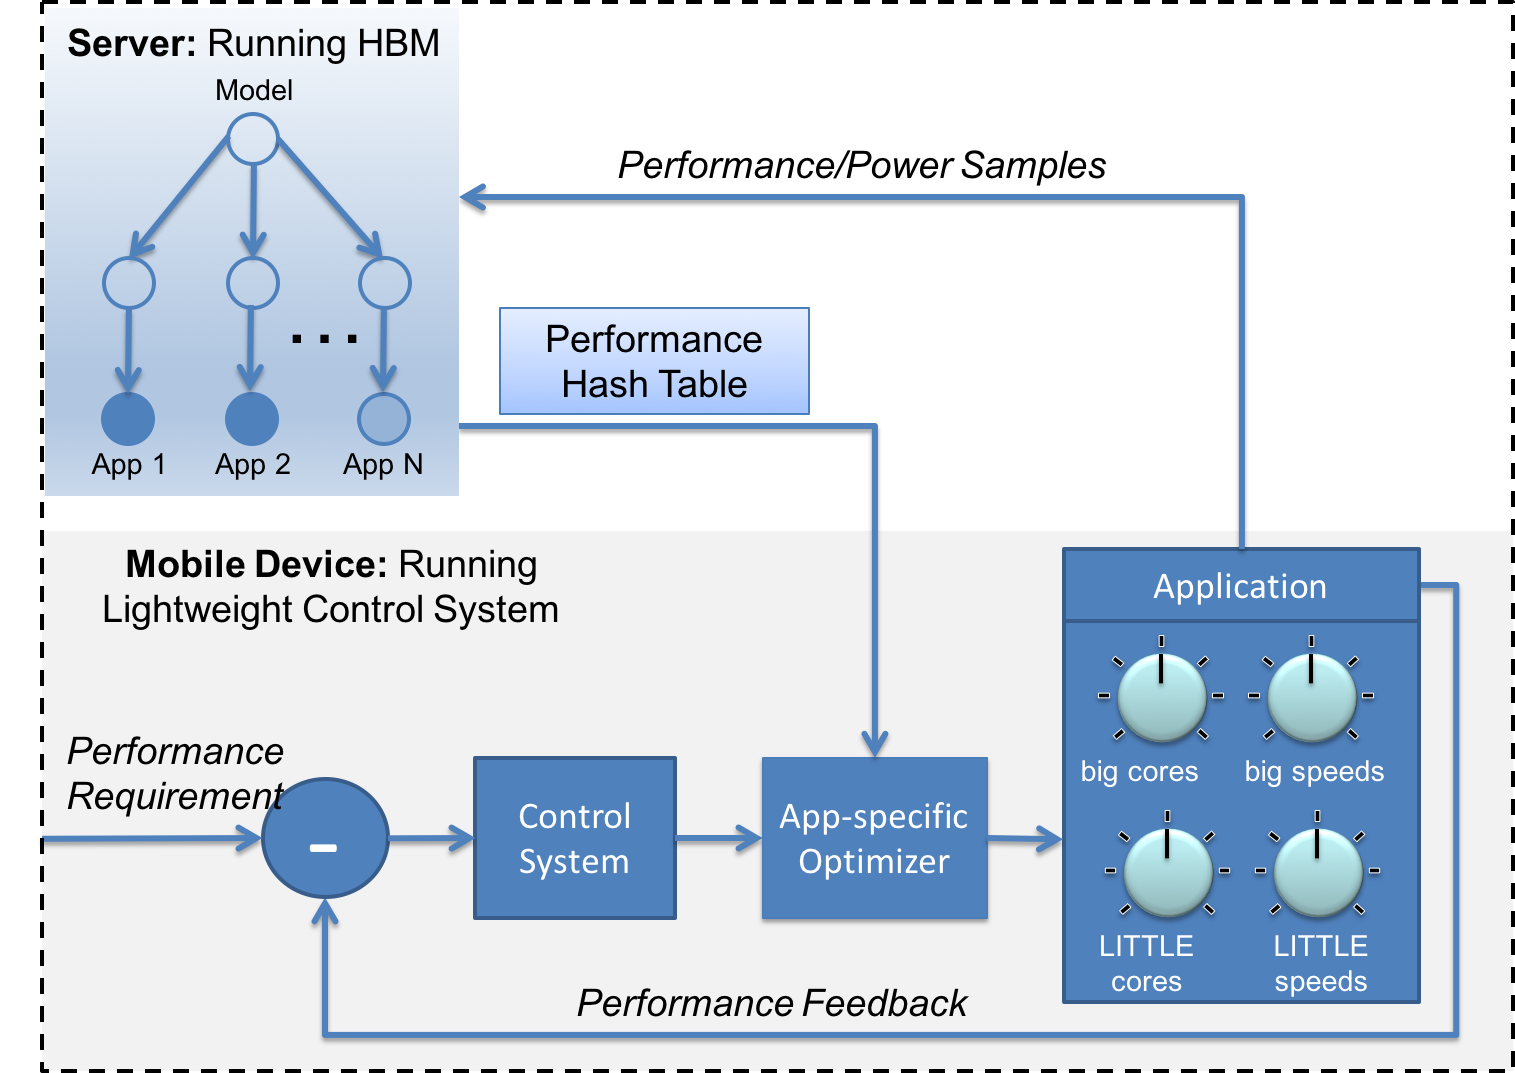 Server: Running HBM
Model
Performance/Power Samples
Performance
Hash Table
. . .
App 1
App 2
App N
Mobile Device: Running
Lightweight Control System
Application
big cores
big speeds
Performance
Requirement
-
Control
System
App-specific
Optimizer
LITTLE
cores
LITTLE
speeds
Performance Feedback